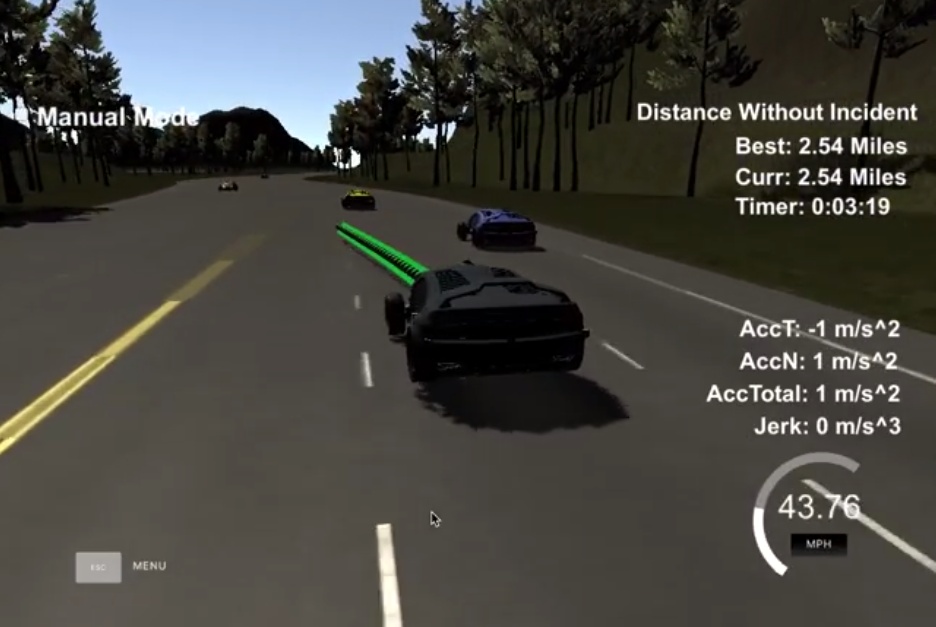 Manual Mode
Distance Without Incident
Best: 2.54 Miles
Curr: 2.54 Miles
Timer: 0:03:19
AccT: -1 m/s^2
AccN: 1 m/s^2
AccTotal: 1 m/s^2
Jerk: 0 m/s^3
43.76
MPH
ESC
MENU